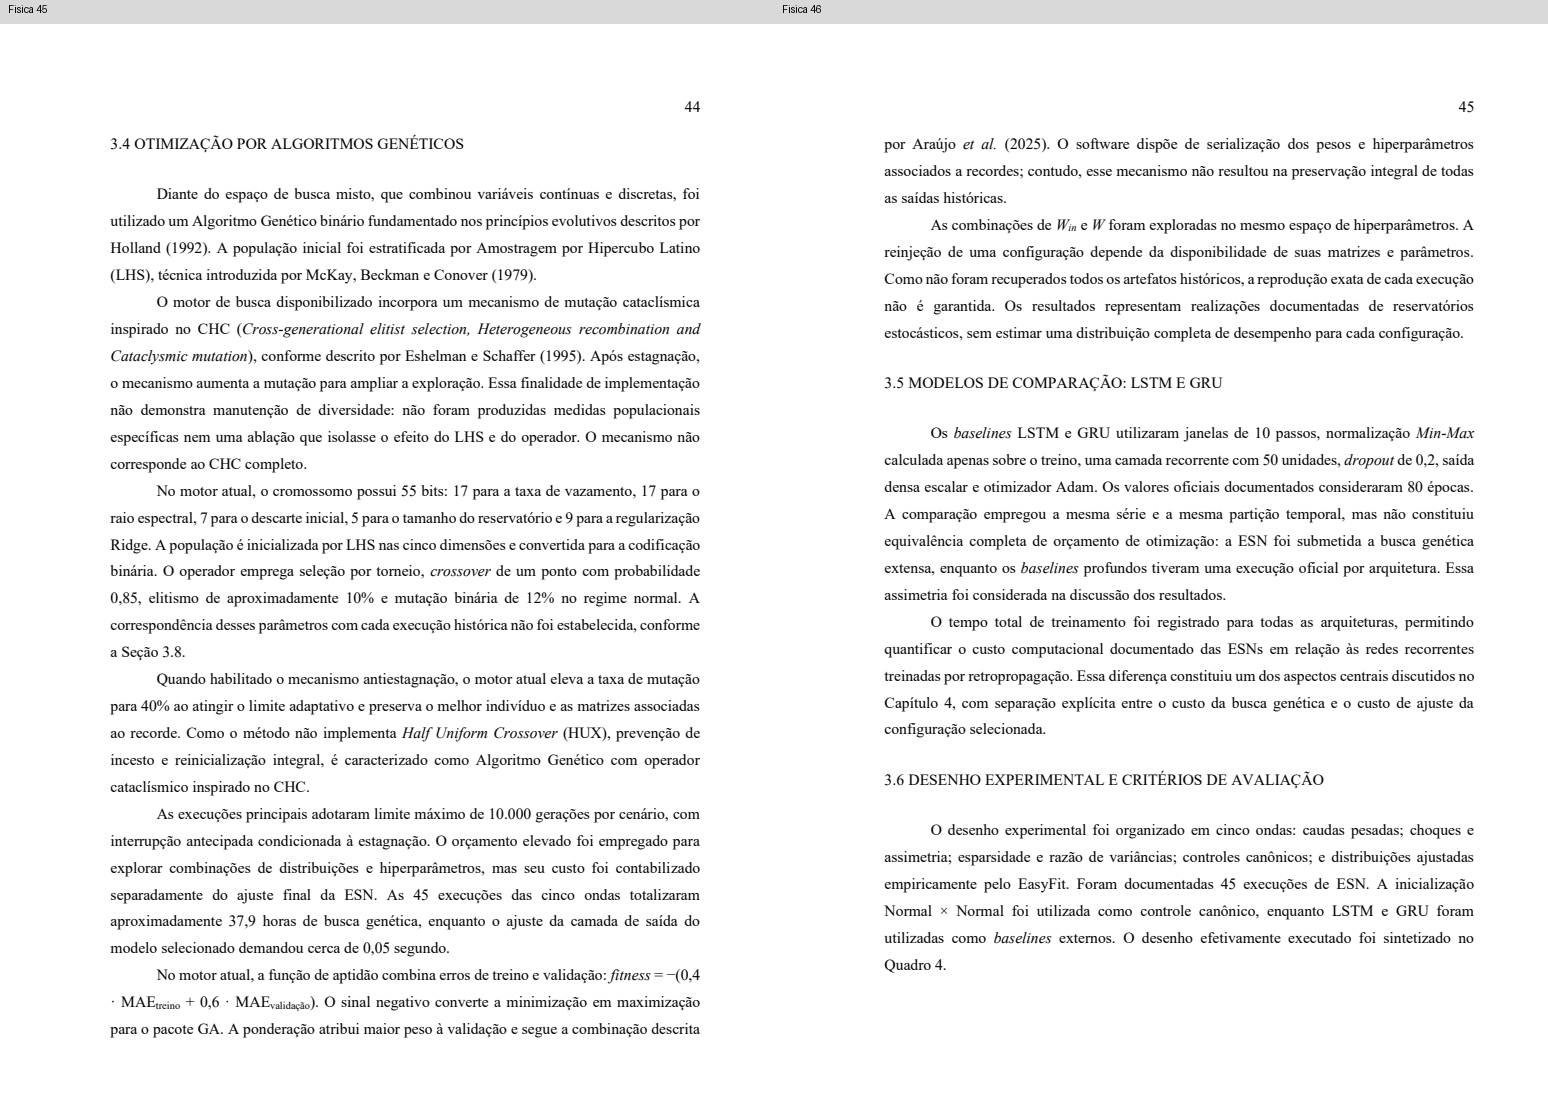 Fisica 45
44
3.4 OTIMIZAÇÃO POR ALGORITMOS GENÉTICOS
Diante do espaço de busca misto, que combinou variáveis contínuas e discretas, foi
utilizado um Algoritmo Genético binário fundamentado nos princípios evolutivos descritos por
Holland (1992). A população inicial foi estratificada por Amostragem por Hipercubo Latino
(LHS), técnica introduzida por McKay, Beckman e Conover (1979).
O motor de busca disponibilizado incorpora um mecanismo de mutação cataclísmica
inspirado no CHC (Cross-generational elitist selection, Heterogeneous recombination and
Cataclysmic mutation), conforme descrito por Eshelman e Schaffer (1995). Após estagnação,
o mecanismo aumenta a mutação para ampliar a exploração. Essa finalidade de implementação
não demonstra manutenção de diversidade: não foram produzidas medidas populacionais
específicas nem uma ablação que isolasse o efeito do LHS e do operador. O mecanismo não
corresponde ao CHC completo.
No motor atual, o cromossomo possui 55 bits: 17 para a taxa de vazamento, 17 para o
raio espectral, 7 para o descarte inicial, 5 para o tamanho do reservatório e 9 para a regularização
Ridge. A população é inicializada por LHS nas cinco dimensões e convertida para a codificação
binária. O operador emprega seleção por torneio, crossover de um ponto com probabilidade
0,85, elitismo de aproximadamente 10% e mutação binária de 12% no regime normal. A
correspondência desses parâmetros com cada execução histórica não foi estabelecida, conforme
a Seção 3.8.
Quando habilitado o mecanismo antiestagnação, o motor atual eleva a taxa de mutação
para 40% ao atingir o limite adaptativo e preserva o melhor indivíduo e as matrizes associadas
ao recorde. Como o método não implementa Half Uniform Crossover (HUX), prevenção de
incesto e reinicialização integral, é caracterizado como Algoritmo Genético com operador
cataclísmico inspirado no CHC.
As execuções principais adotaram limite máximo de 10.000 gerações por cenário, com
interrupção antecipada condicionada à estagnação. O orçamento elevado foi empregado para
explorar combinações de distribuições e hiperparâmetros, mas seu custo foi contabilizado
separadamente do ajuste final da ESN. As 45 execuções das cinco ondas totalizaram
aproximadamente 37,9 horas de busca genética, enquanto o ajuste da camada de saída do
modelo selecionado demandou cerca de 0,05 segundo.
No motor atual, a função de aptidão combina erros de treino e validação: fitness = −(0,4
· MAEtreino + 0,6 · MAEvalidação). O sinal negativo converte a minimização em maximização
para o pacote GA. A ponderação atribui maior peso à validação e segue a combinação descrita
Fisica 46
45
por Araújo et al. (2025). O software dispõe de serialização dos pesos e hiperparâmetros
associados a recordes; contudo, esse mecanismo não resultou na preservação integral de todas
as saídas históricas.
As combinações de Win e W foram exploradas no mesmo espaço de hiperparâmetros. A
reinjeção de uma configuração depende da disponibilidade de suas matrizes e parâmetros.
Como não foram recuperados todos os artefatos históricos, a reprodução exata de cada execução
não é garantida. Os resultados representam realizações documentadas de reservatórios
estocásticos, sem estimar uma distribuição completa de desempenho para cada configuração.
3.5 MODELOS DE COMPARAÇÃO: LSTM E GRU
Os baselines LSTM e GRU utilizaram janelas de 10 passos, normalização Min-Max
calculada apenas sobre o treino, uma camada recorrente com 50 unidades, dropout de 0,2, saída
densa escalar e otimizador Adam. Os valores oficiais documentados consideraram 80 épocas.
A comparação empregou a mesma série e a mesma partição temporal, mas não constituiu
equivalência completa de orçamento de otimização: a ESN foi submetida a busca genética
extensa, enquanto os baselines profundos tiveram uma execução oficial por arquitetura. Essa
assimetria foi considerada na discussão dos resultados.
O tempo total de treinamento foi registrado para todas as arquiteturas, permitindo
quantificar o custo computacional documentado das ESNs em relação às redes recorrentes
treinadas por retropropagação. Essa diferença constituiu um dos aspectos centrais discutidos no
Capítulo 4, com separação explícita entre o custo da busca genética e o custo de ajuste da
configuração selecionada.
3.6 DESENHO EXPERIMENTAL E CRITÉRIOS DE AVALIAÇÃO
O desenho experimental foi organizado em cinco ondas: caudas pesadas; choques e
assimetria; esparsidade e razão de variâncias; controles canônicos; e distribuições ajustadas
empiricamente pelo EasyFit. Foram documentadas 45 execuções de ESN. A inicialização
Normal × Normal foi utilizada como controle canônico, enquanto LSTM e GRU foram
utilizadas como baselines externos. O desenho efetivamente executado foi sintetizado no
Quadro 4.